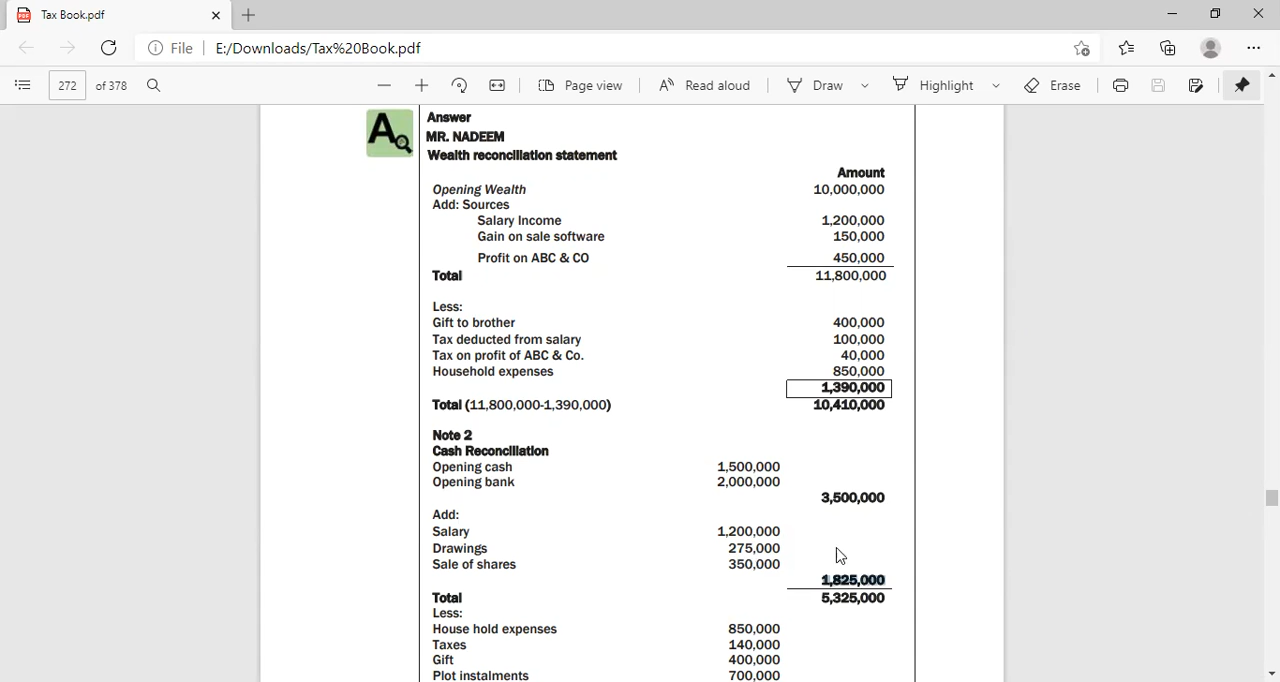 Tax Book.pdf
File E:/Downloads/Tax%20Book.pdf
272 of 378 Page view Read aloud Draw Highlight Erase
Answer
MR. NADEEM
Wealth reconciliation statement
Amount
Opening Wealth 10,000,000
Add: Sources
Salary Income 1,200,000
Gain on sale software 150,000
Profit on ABC & CO 450,000
Total 11,800,000
Less:
Gift to brother 400,000
Tax deducted from salary 100,000
Tax on profit of ABC & Co. 40,000
Household expenses 850,000
1,390,000
Total (11,800,000-1,390,000) 10,410,000
Note 2
Cash Reconciliation
Opening cash 1,500,000
Opening bank 2,000,000
3,500,000
Add:
Salary 1,200,000
Drawings 275,000
Sale of shares 350,000
1,825,000
Total 5,325,000
Less:
House hold expenses 850,000
Taxes 140,000
Gift 400,000
Plot instalments 700,000